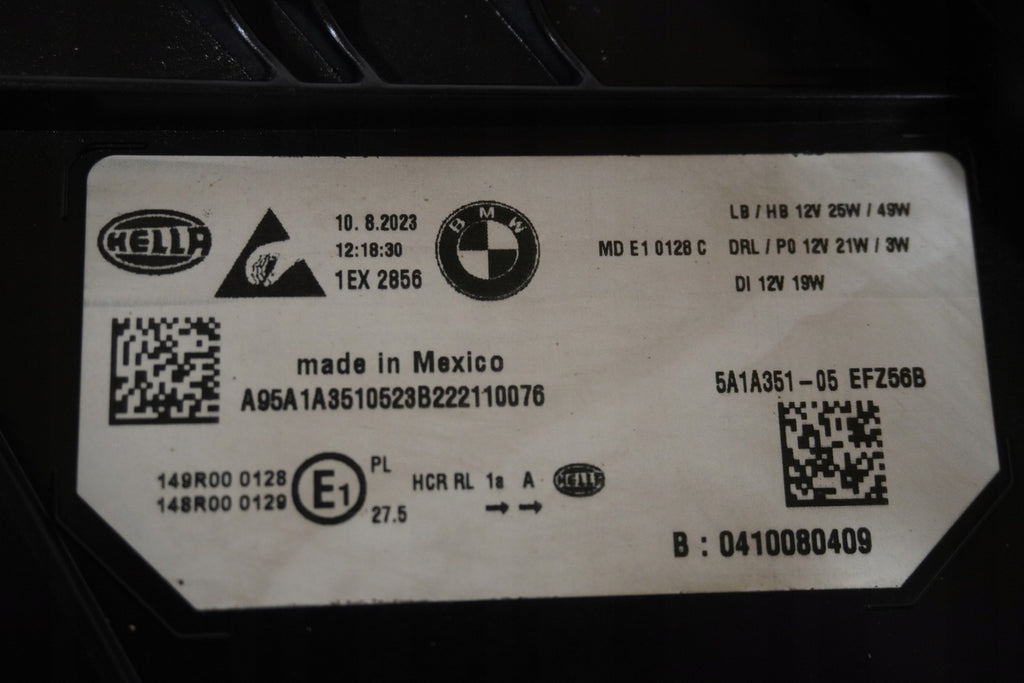 HELLA
10. 8.2023
12:18:30
1EX 2856
BMW
MD E1 0128 C
LB / HB 12V 25W / 49W
DRL / PO 12V 21W / 3W
DI 12V 19W
made in Mexico
A95A1A3510523B222110076
5A1A351-05 EFZ56B
149R00 0128
148R00 0129
E1
PL
27.5
HCR RL 1a A
→ →
HELLA
B : 0410080409